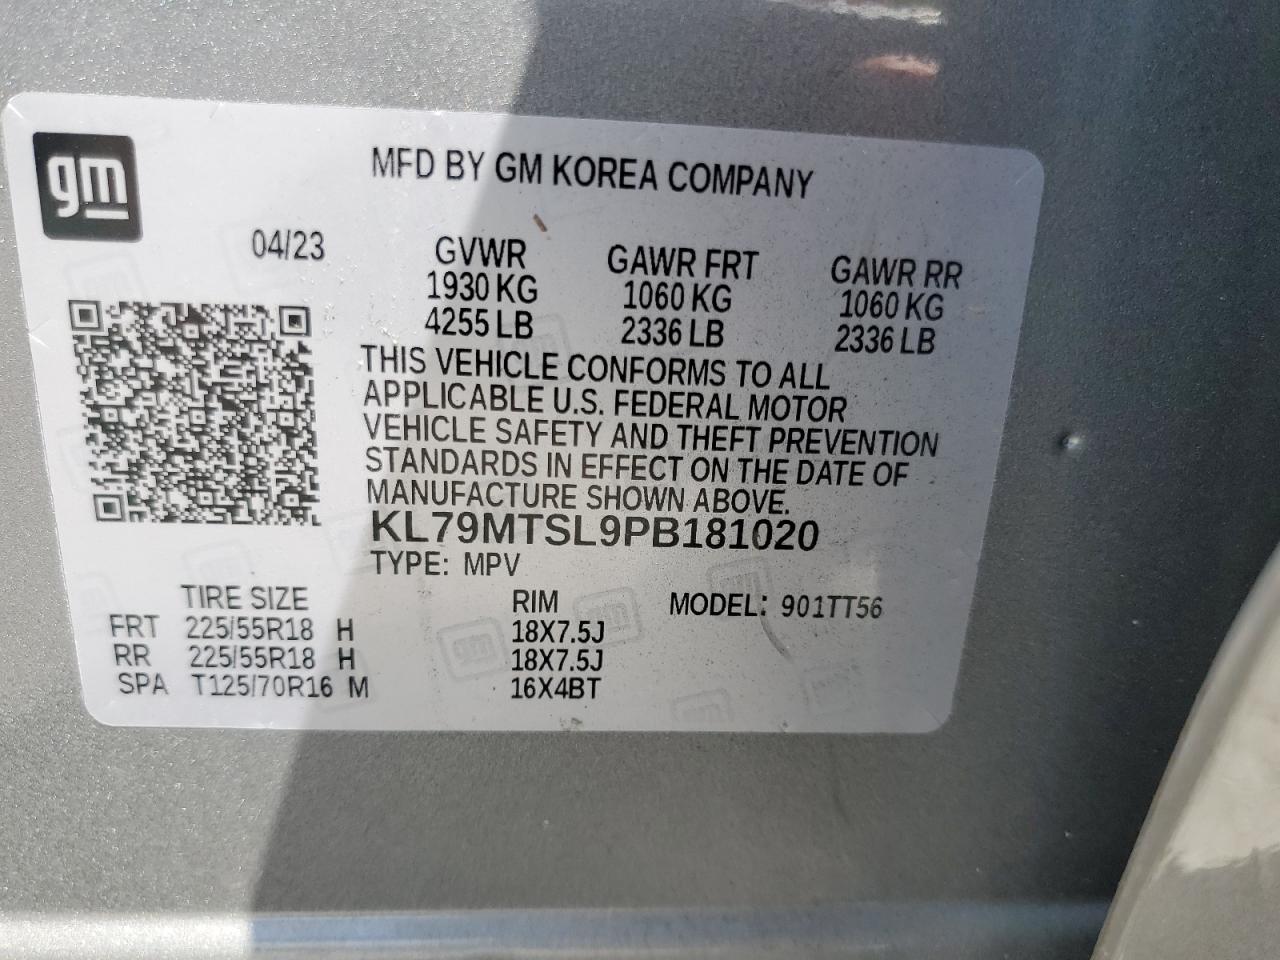 gm
MFD BY GM KOREA COMPANY
04/23
GVWR GAWR FRT GAWR RR
1930 KG 1060 KG 1060 KG
4255 LB 2336 LB 2336 LB
THIS VEHICLE CONFORMS TO ALL
APPLICABLE U.S. FEDERAL MOTOR
VEHICLE SAFETY AND THEFT PREVENTION
STANDARDS IN EFFECT ON THE DATE OF
MANUFACTURE SHOWN ABOVE.
KL79MTSL9PB181020
TYPE: MPV
TIRE SIZE RIM MODEL: 901TT56
FRT 225/55R18 H 18X7.5J
RR 225/55R18 H 18X7.5J
SPA T125/70R16 M 16X4BT